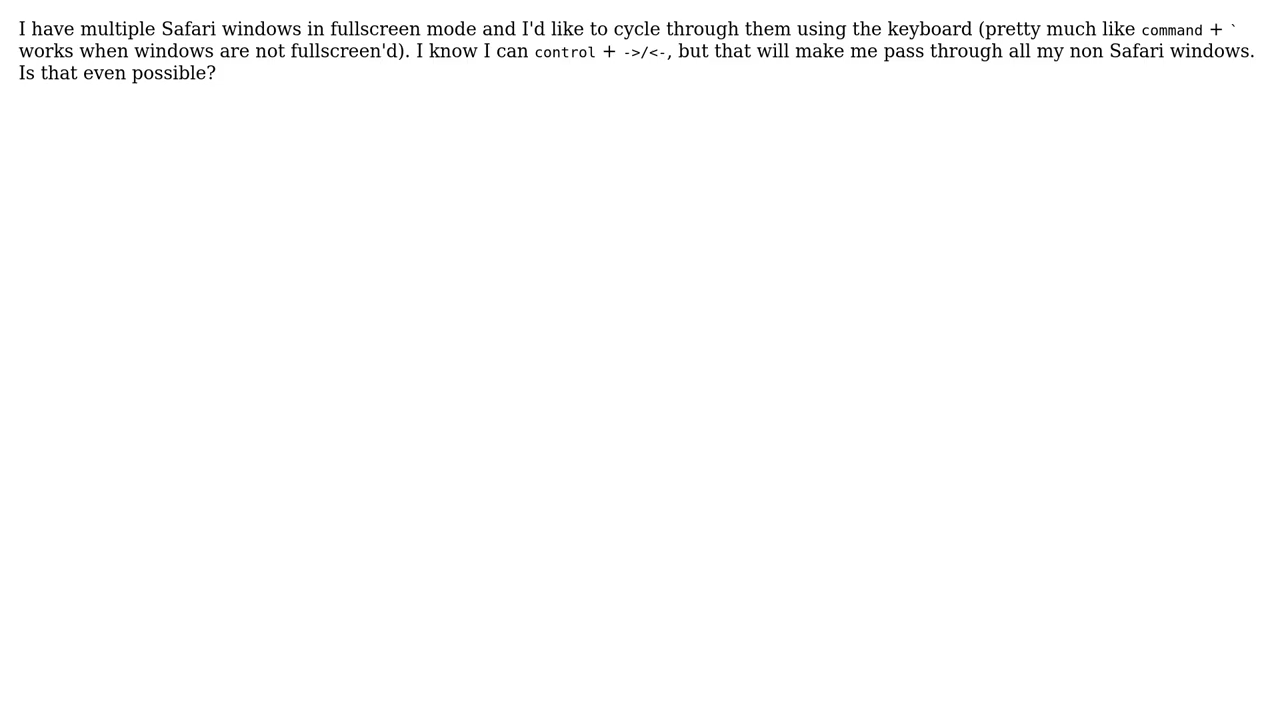 I have multiple Safari windows in fullscreen mode and I'd like to cycle through them using the keyboard (pretty much like command + `
works when windows are not fullscreen'd). I know I can control + ->/<-, but that will make me pass through all my non Safari windows.
Is that even possible?